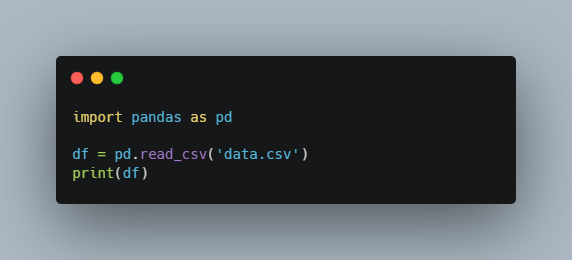 import pandas as pd
df = pd.read_csv('data.csv')
print(df)